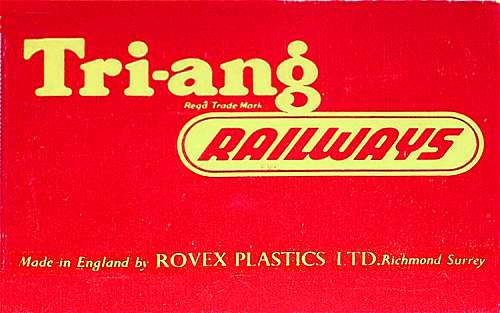 Tri-ang
Regd Trade Mark
RAILWAYS
Made in England by ROVEX PLASTICS LTD. Richmond Surrey